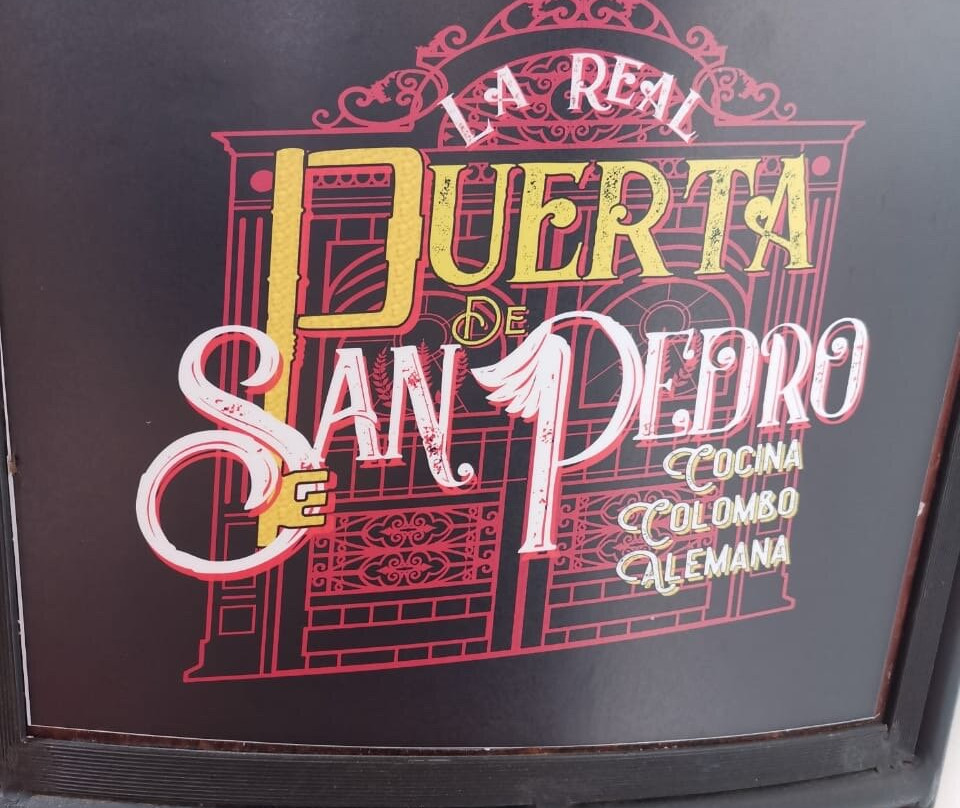 LA REAL
PUERTA
DE
SAN PEDRO
COCINA
COLOMBO
ALEMANA